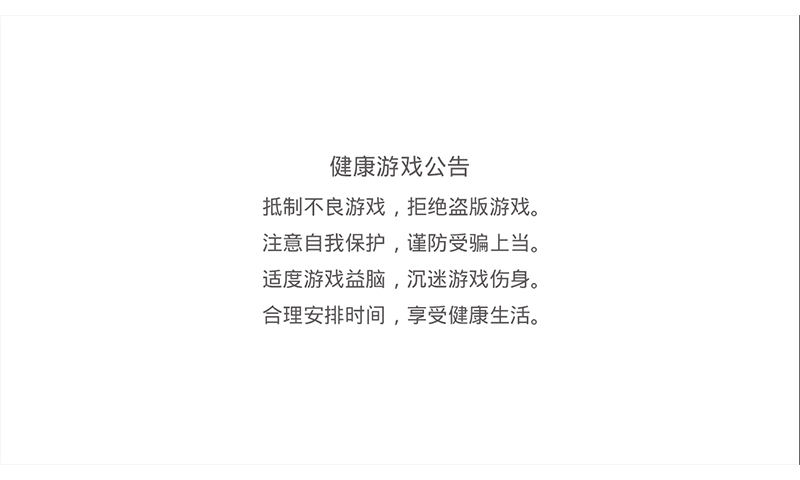 健康游戏公告
抵制不良游戏，拒绝盗版游戏。
注意自我保护，谨防受骗上当。
适度游戏益脑，沉迷游戏伤身。
合理安排时间，享受健康生活。